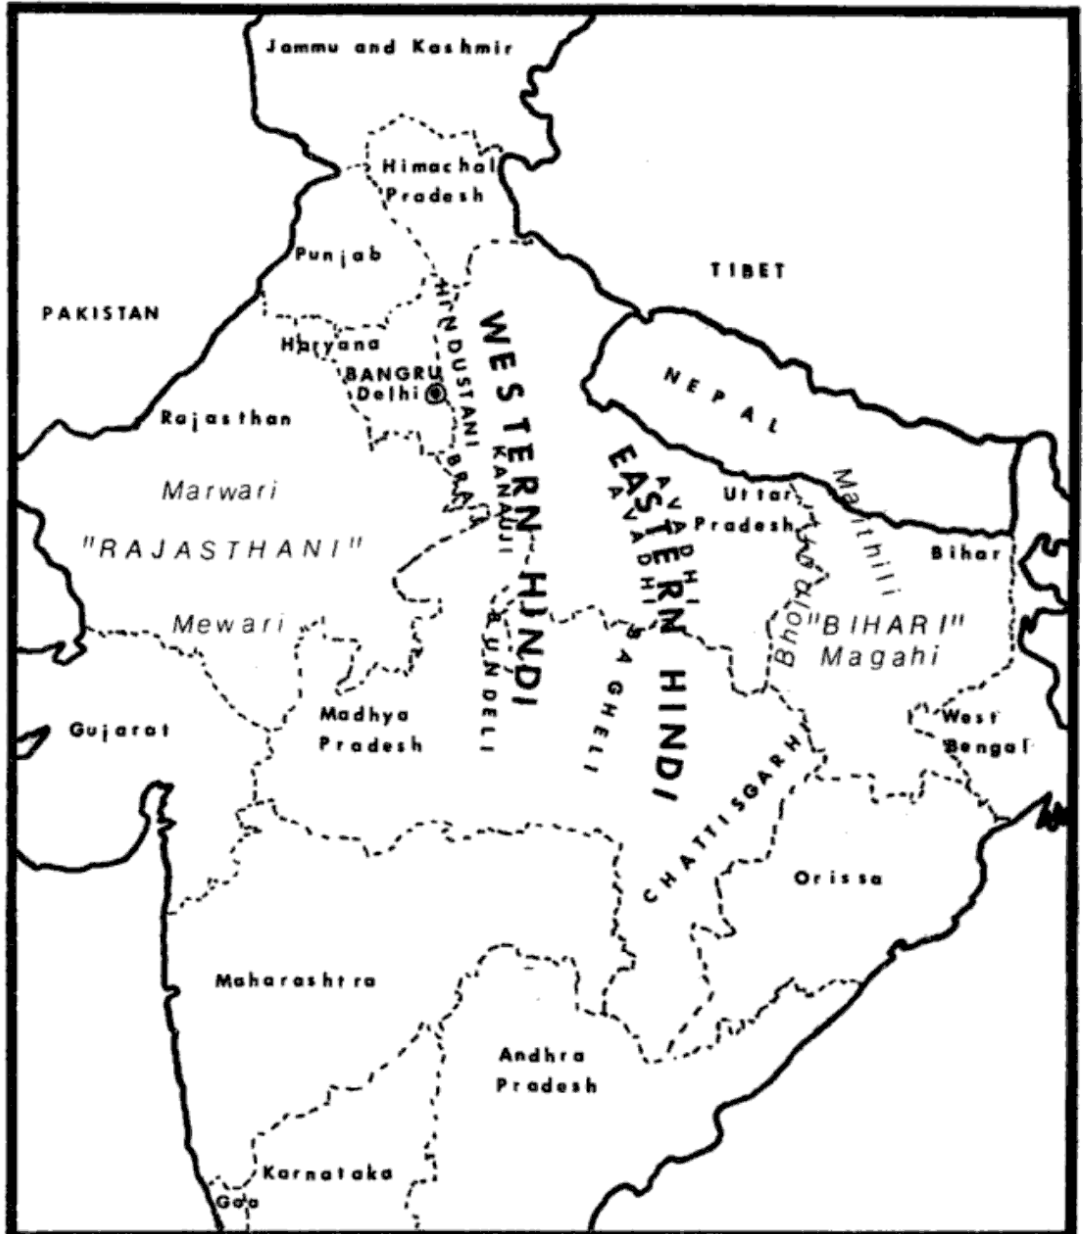 Jammu and Kashmir
Himachal
Pradesh
Punjab
TIBET
PAKISTAN
HINDUSTANI
WESTERN HINDI
Haryana
BANGRU
Delhi
NEPAL
Rajasthan
BRAJ
KANAUJI
EASTERN HINDI
AVADHI
AVADHI
Uttar
Pradesh
Maithili
Marwari
"RAJASTHANI"
Bihar
Bhojpuri
"BIHARI"
Magahi
Mewari
BUNDELI
BAGHELI
Gujarat
Madhya
Pradesh
West
Bengal
CHATTISGARH
Orissa
Maharashtra
Andhra
Pradesh
Karnataka
Goa